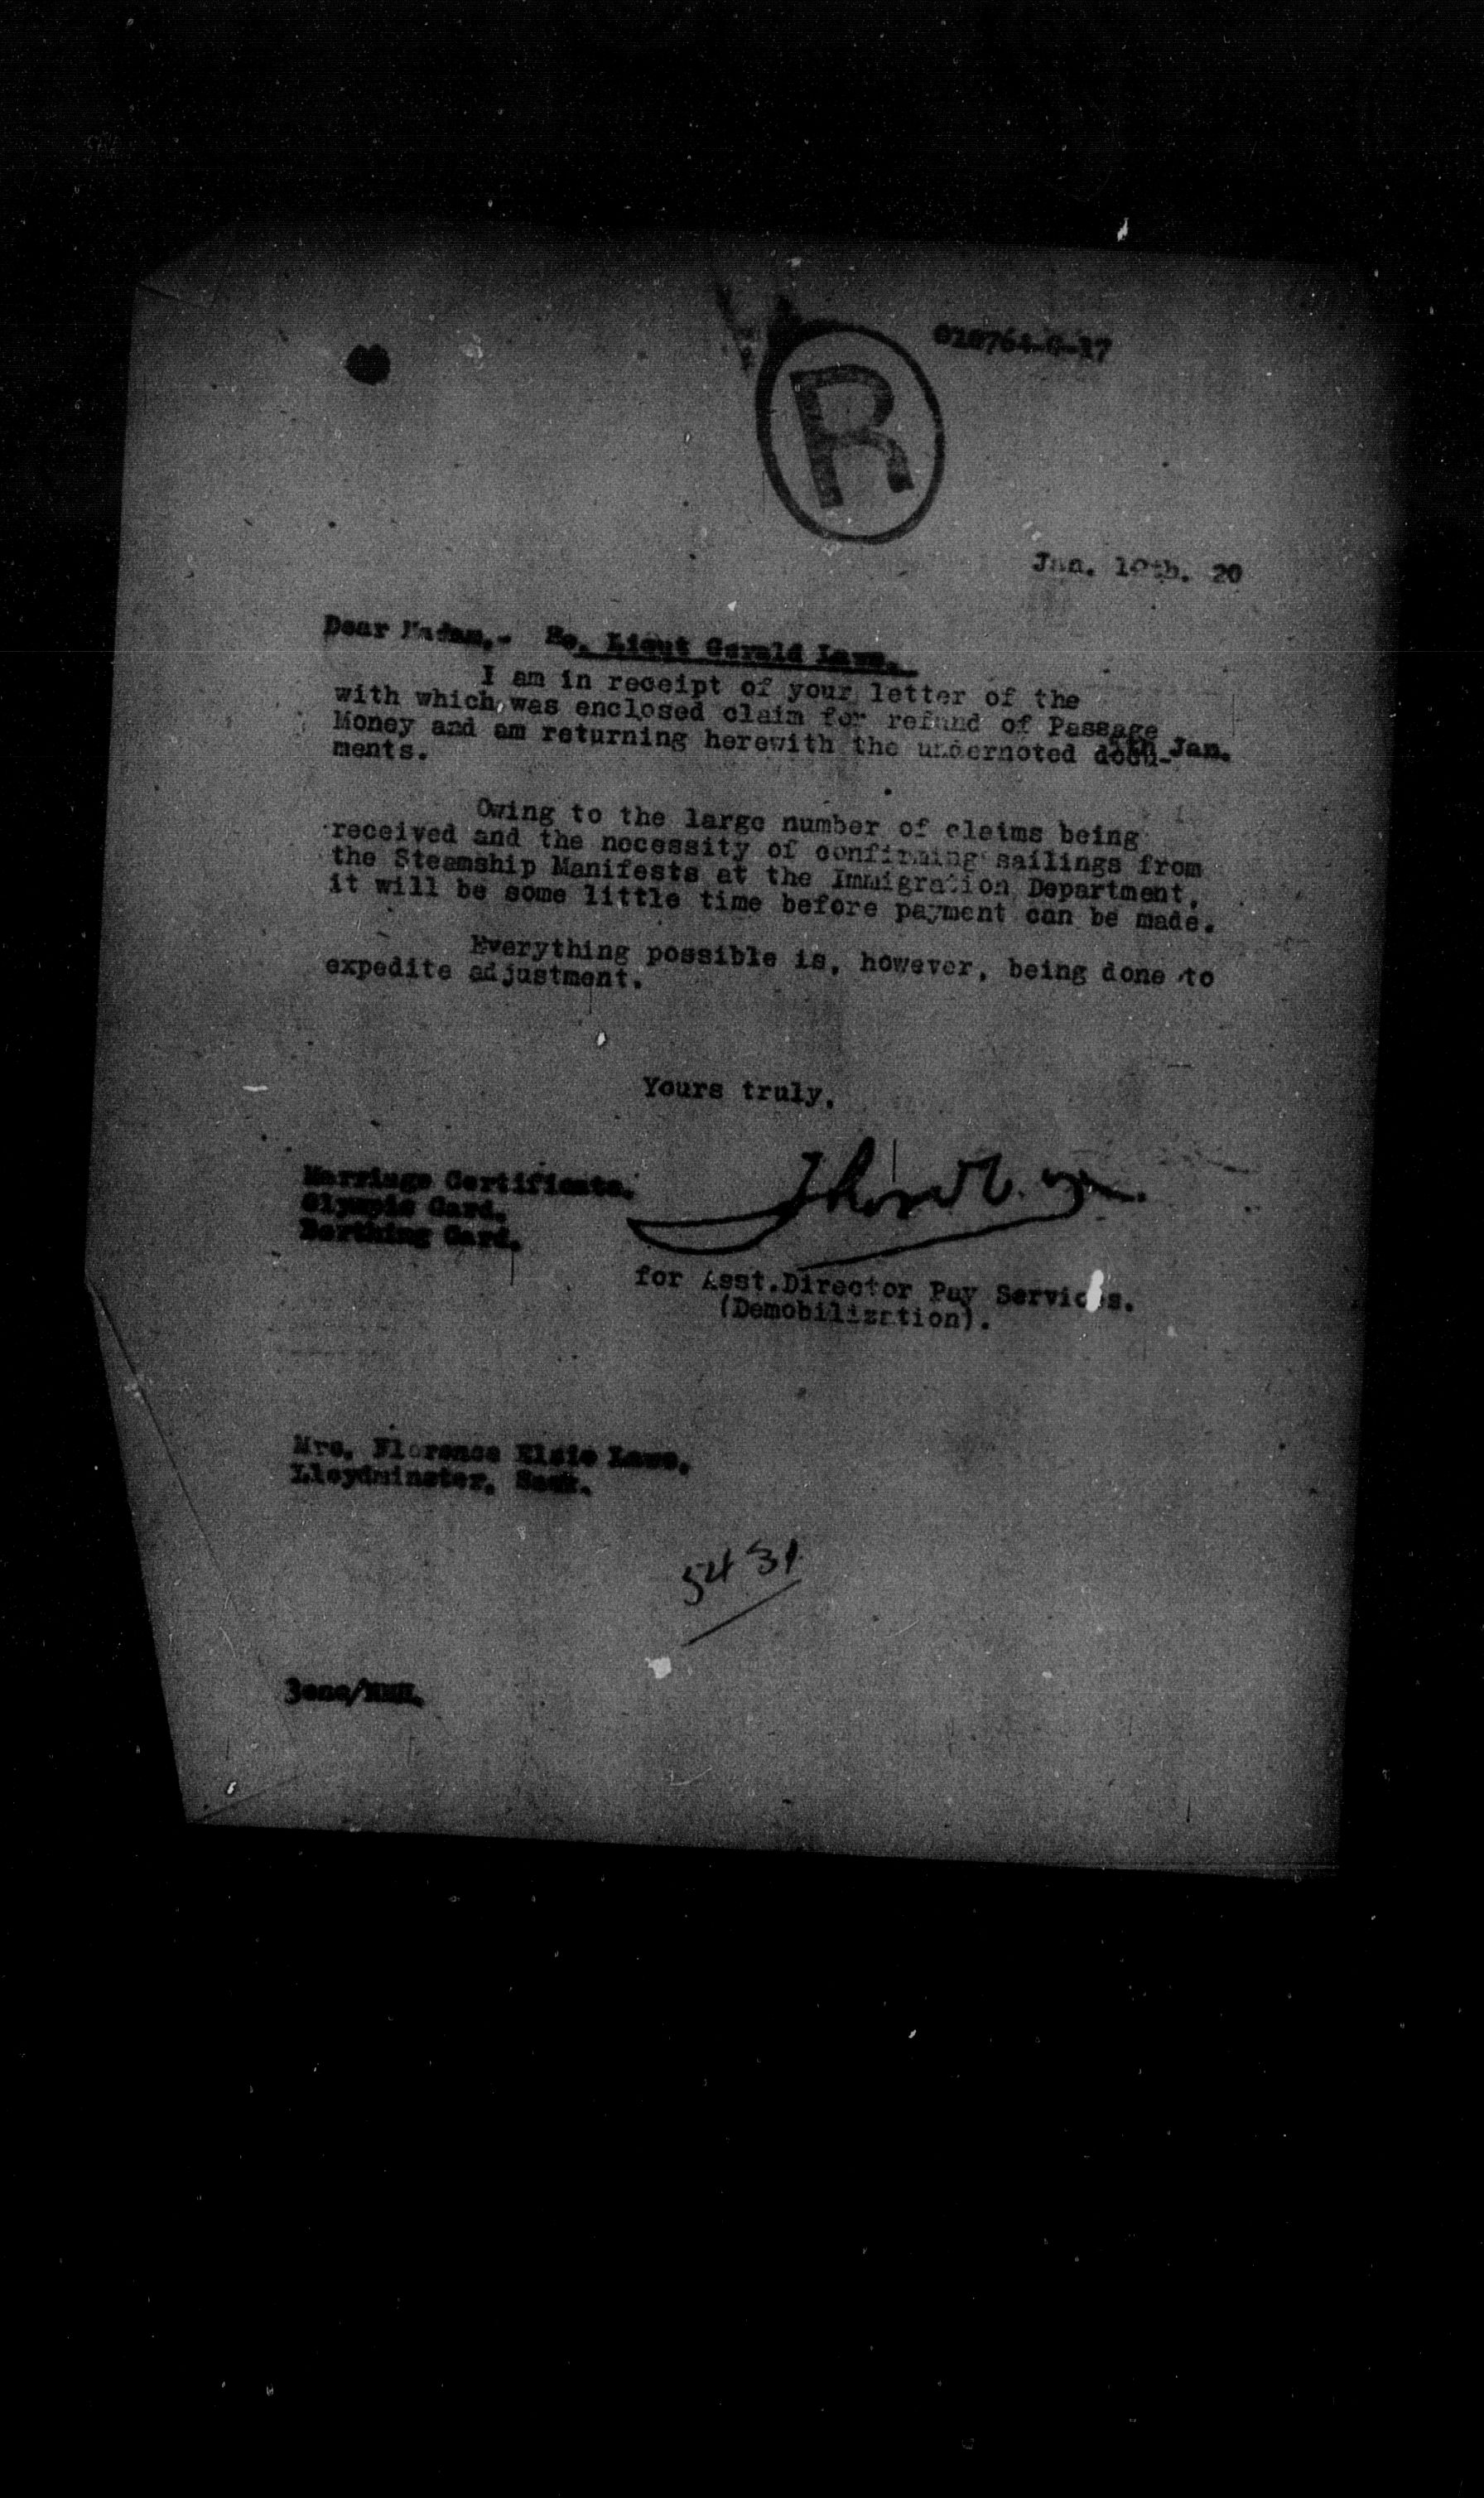 R
Jan. 10th. 20
Dear Madam,- Re, Lieut Gerald Laws.
I am in receipt of your letter of the
with which was enclosed claim for refund of Passage
Money and am returning herewith the undernoted docu- Jan.
ments.
Owing to the large number of claims being
received and the necessity of confirming sailings from
the Steamship Manifests at the Immigration Department,
it will be some little time before payment can be made.
Everything possible is, however, being done to
expedite adjustment.
Yours truly,
Marriage Certificate.
Olympic Card.
Berthing Card.
for Asst.Director Pay Services.
(Demobilization).
Mrs. Florence Elsie Laws,
Lloydminster, Sask.
5431